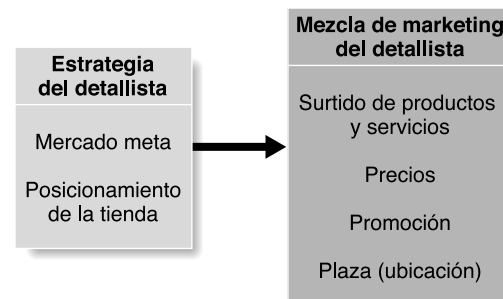 Estrategia
del detallista
Mercado meta
Posicionamiento
de la tienda
Mezcla de marketing
del detallista
Surtido de productos
y servicios
Precios
Promoción
Plaza (ubicación)